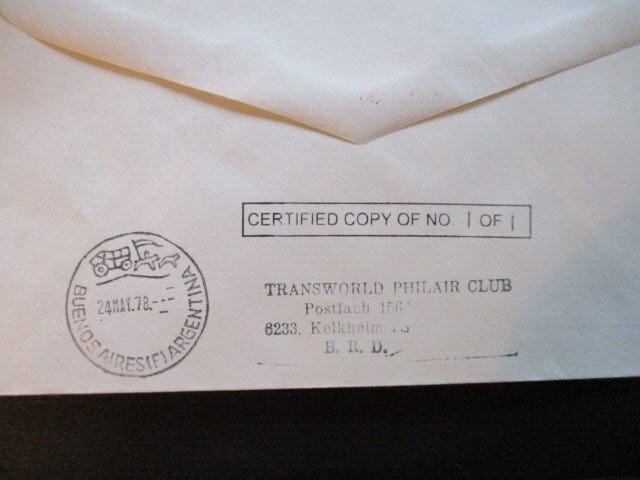 CERTIFIED COPY OF NO. 1 OF 1
TRANSWORLD PHILAIR CLUB
Postfach 156
6233. Kelkheim
B. R. D.
24 MAY. 78.
BUENOS AIRES (F) ARGENTINA